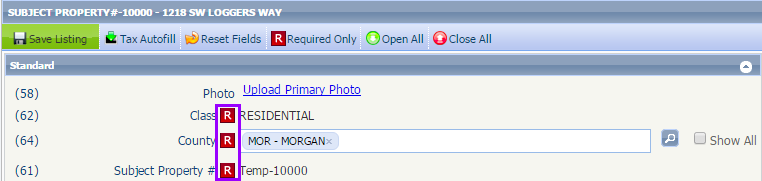 SUBJECT PROPERTY#-10000 - 1218 SW LOGGERS WAY
Save Listing Tax Autofill Reset Fields R Required Only Open All Close All
Standard
(58) Photo Upload Primary Photo
(62) Class R RESIDENTIAL
(64) County R MOR - MORGAN× Show All
(61) Subject Property # R Temp-10000